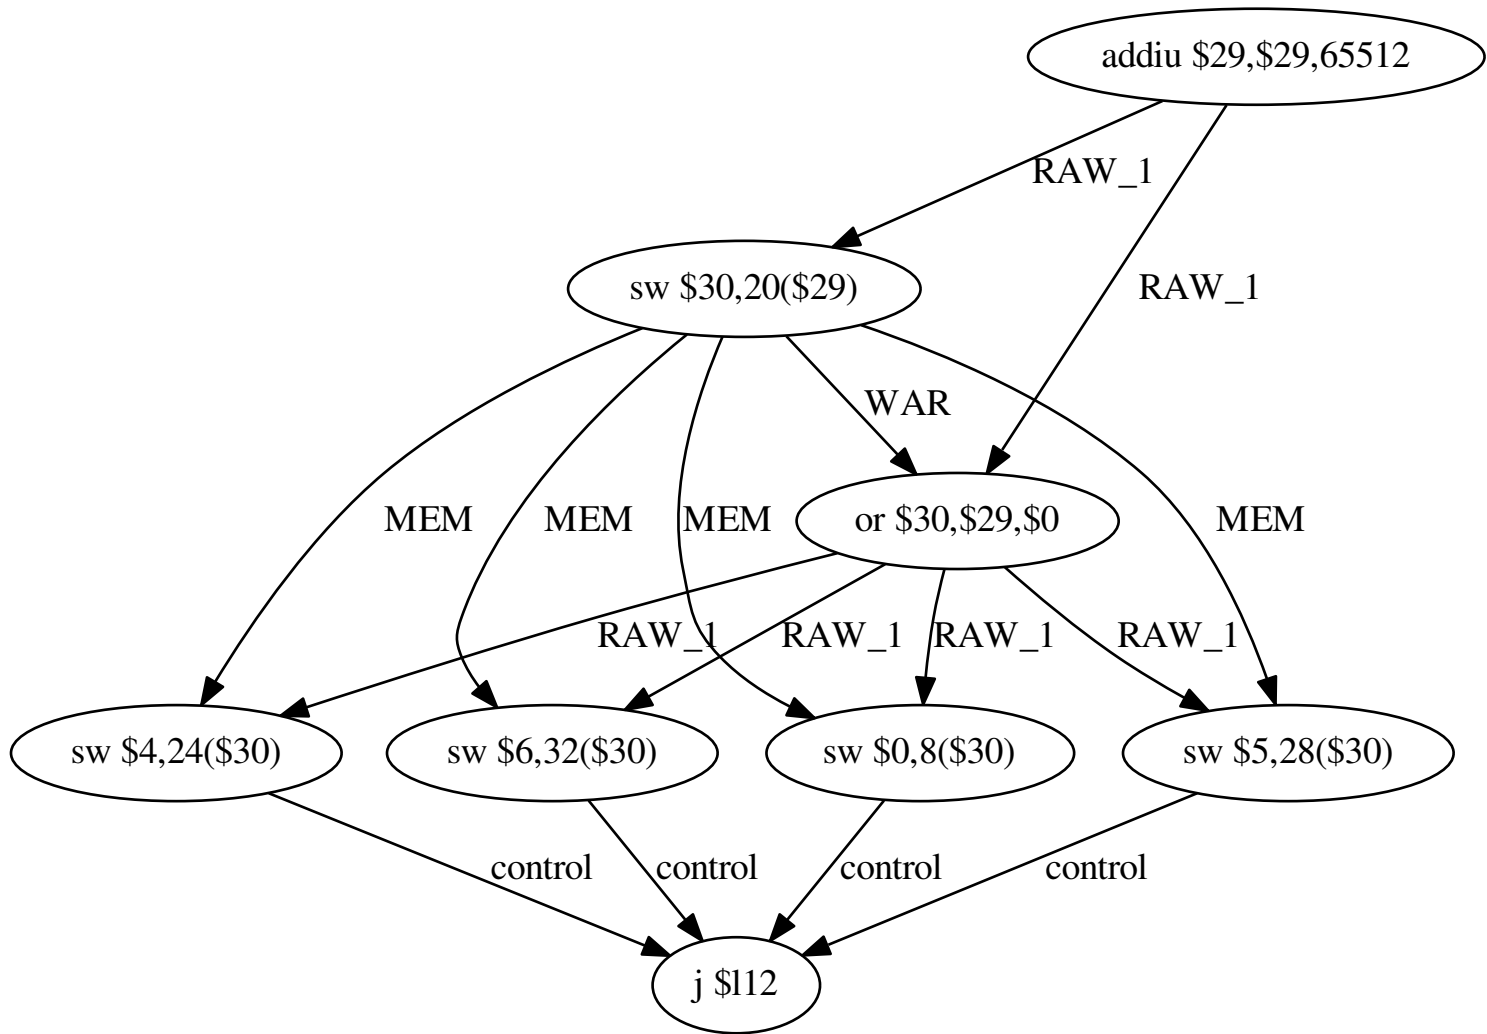 addiu $29,$29,65512
RAW_1
sw $30,20($29)
RAW_1
WAR
MEM
MEM
MEM
or $30,$29,$0
MEM
RAW_1
RAW_1
RAW_1
RAW_1
sw $4,24($30)
sw $6,32($30)
sw $0,8($30)
sw $5,28($30)
control
control
control
control
j $l12